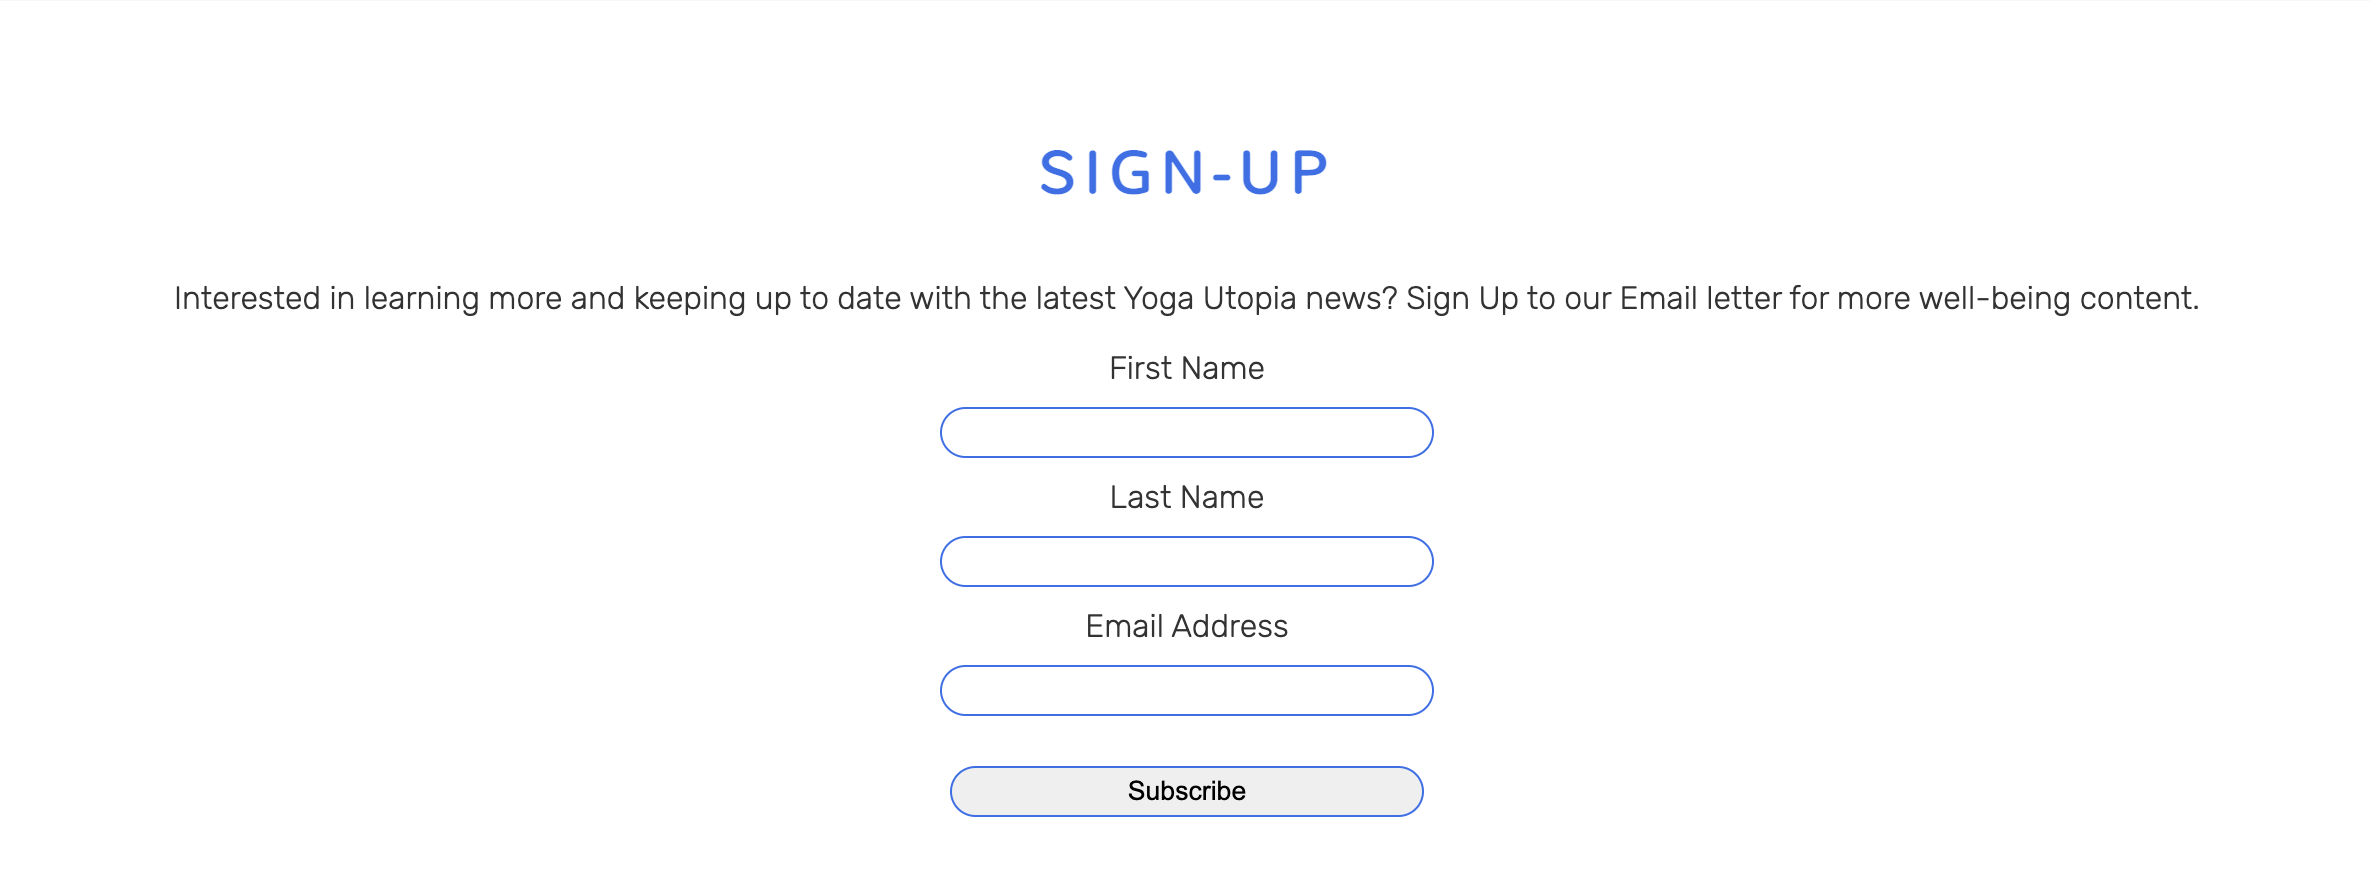 SIGN-UP
Interested in learning more and keeping up to date with the latest Yoga Utopia news? Sign Up to our Email letter for more well-being content.
First Name
Last Name
Email Address
Subscribe